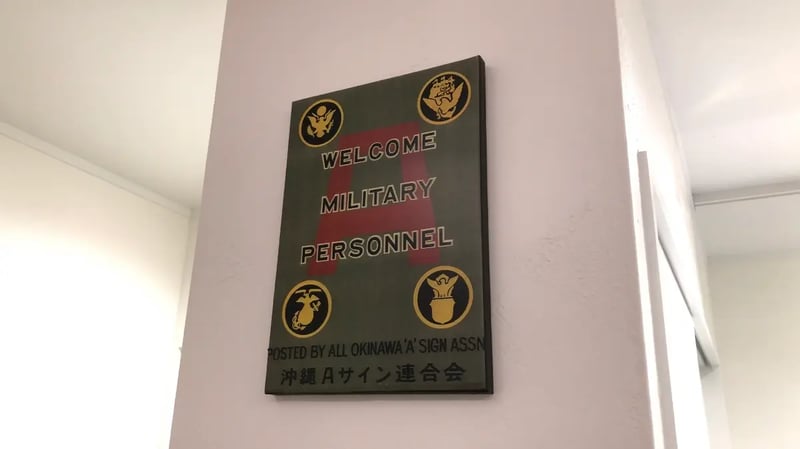 WELCOME
MILITARY
PERSONNEL
POSTED BY ALL OKINAWA 'A' SIGN ASSN
沖縄Aサイン連合会